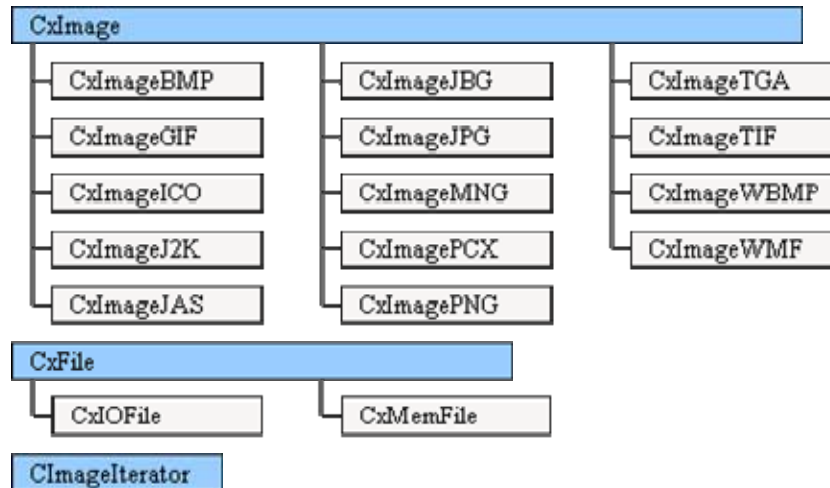 CxImage
CxImageBMP
CxImageGIF
CxImageICO
CxImageJ2K
CxImageJAS
CxImageJBG
CxImageJPG
CxImageMNG
CxImagePCX
CxImagePNG
CxImageTGA
CxImageTIF
CxImageWBMP
CxImageWMF
CxFile
CxIOFile
CxMemFile
CImageIterator